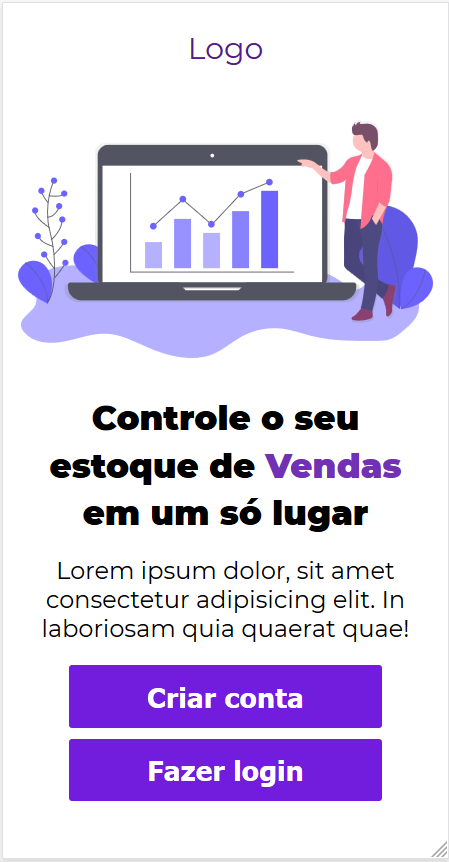 Logo
Controle o seu
estoque de Vendas
em um só lugar
Lorem ipsum dolor, sit amet
consectetur adipisicing elit. In
laboriosam quia quaerat quae!
Criar conta
Fazer login